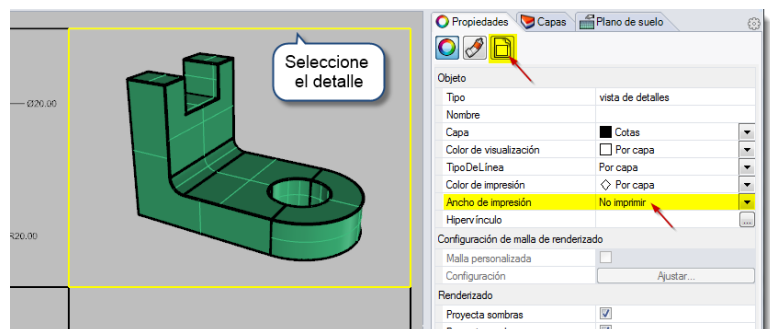 Propiedades Capas Plano de suelo
Seleccione
el detalle
Ø20.00
R20.00
Objeto
Tipo vista de detalles
Nombre
Capa Cotas
Color de visualización Por capa
TipoDeLínea Por capa
Color de impresión Por capa
Ancho de impresión No imprimir
Hipervínculo ...
Configuración de malla de renderizado
Malla personalizada
Configuración Ajustar...
Renderizado
Proyecta sombras